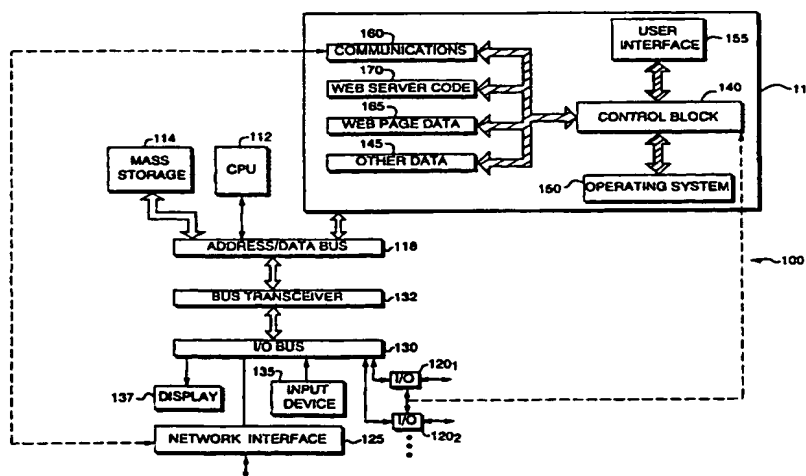 160
COMMUNICATIONS
170
WEB SERVER CODE
165
WEB PAGE DATA
145
OTHER DATA
USER INTERFACE
155
140
CONTROL BLOCK
150
OPERATING SYSTEM
11
114
MASS STORAGE
112
CPU
ADDRESS/DATA BUS
118
BUS TRANSCEIVER
132
I/O BUS
130
100
137
DISPLAY
135
INPUT DEVICE
120₁
I/O
I/O
120₂
NETWORK INTERFACE
125